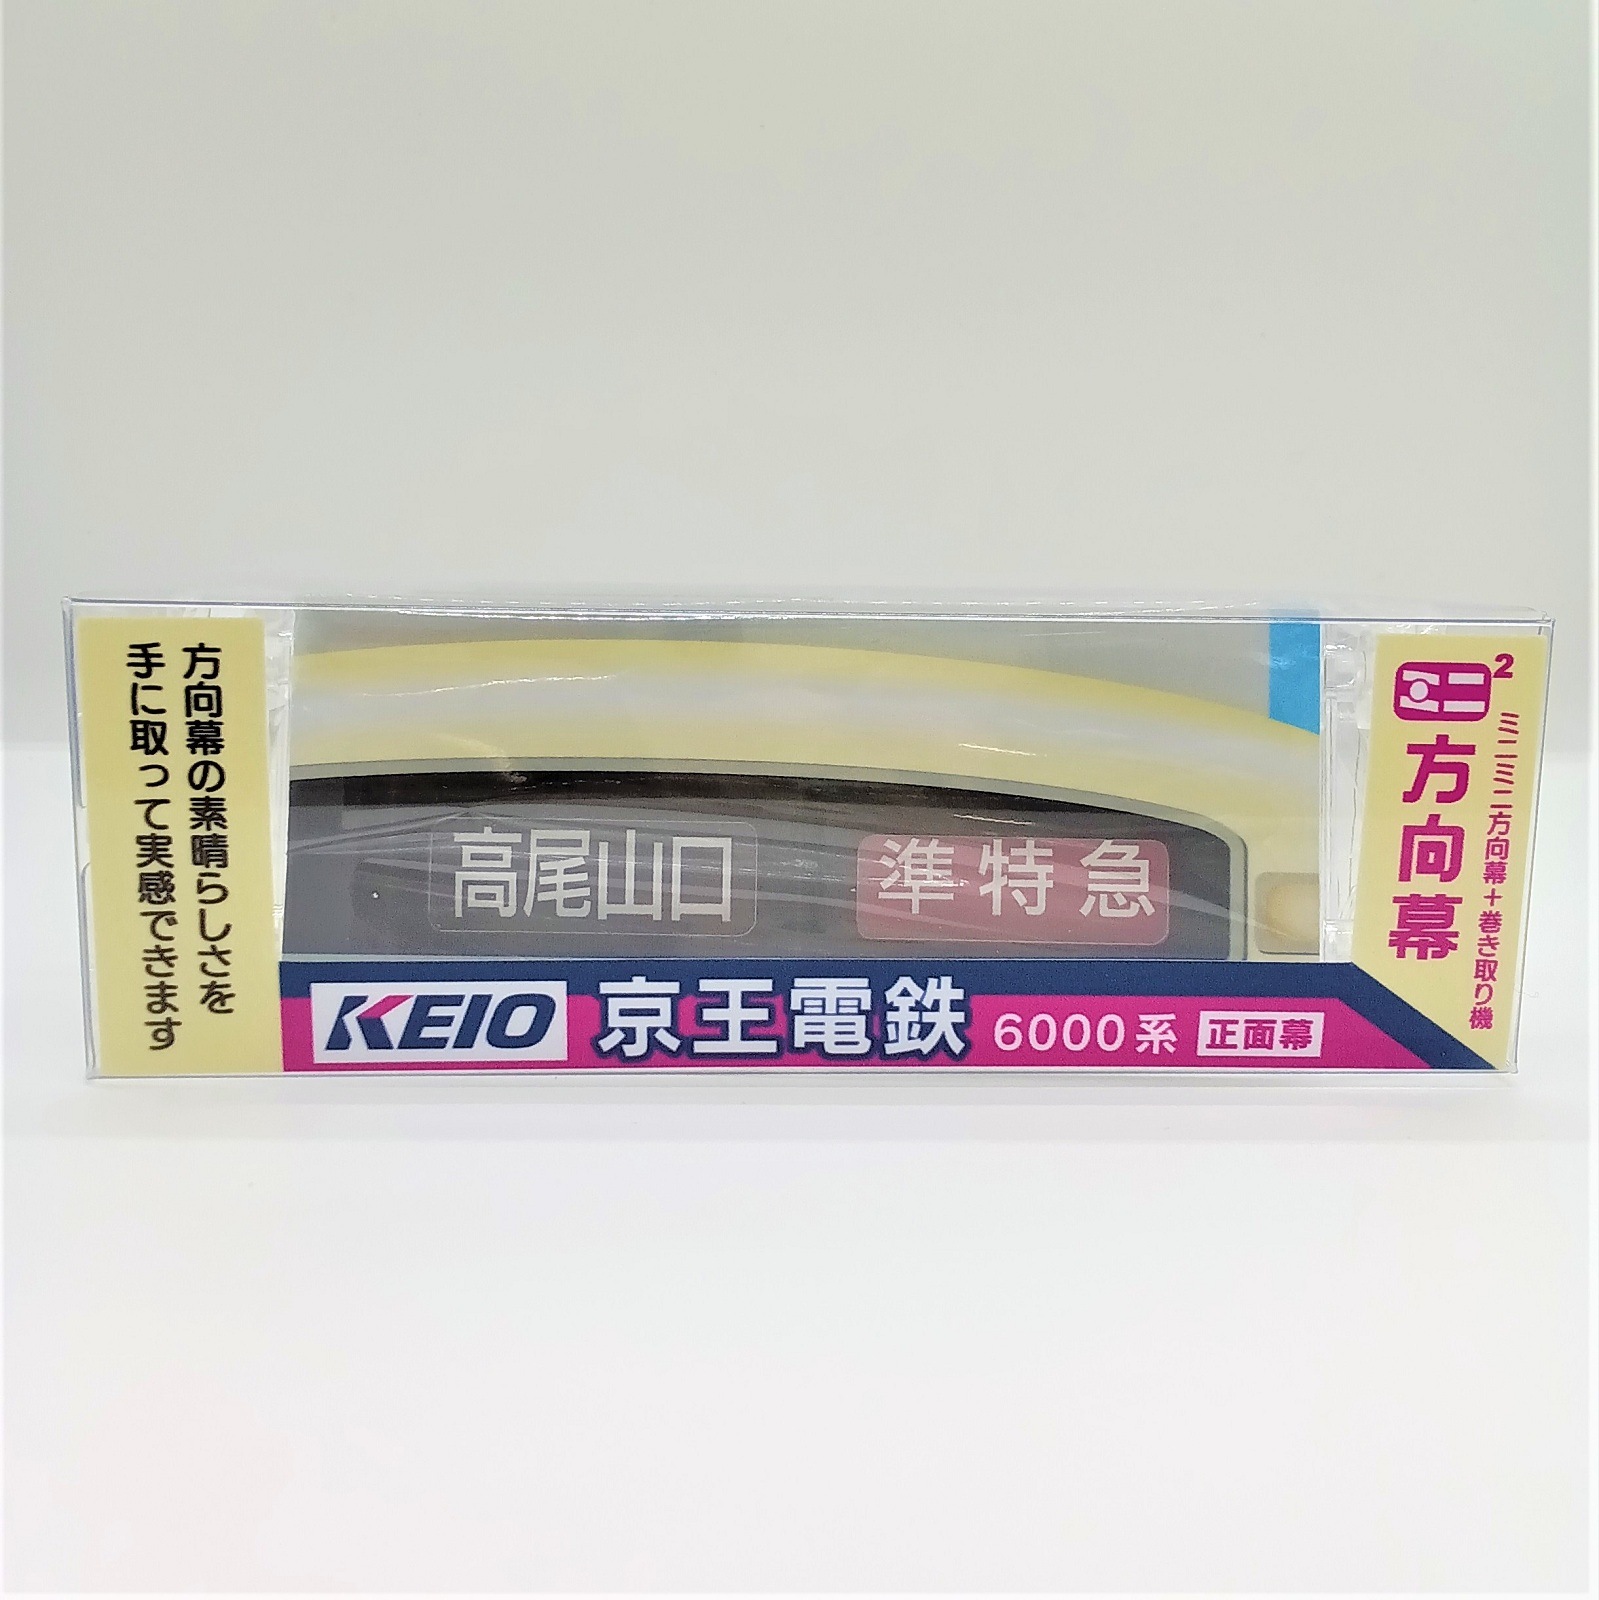 方向幕の素晴らしさを
手に取って実感できます
高尾山口
準特急
KEIO 京王電鉄 6000系 正面幕
ミニ²
方向幕
ミニミニ方向幕+巻き取り機